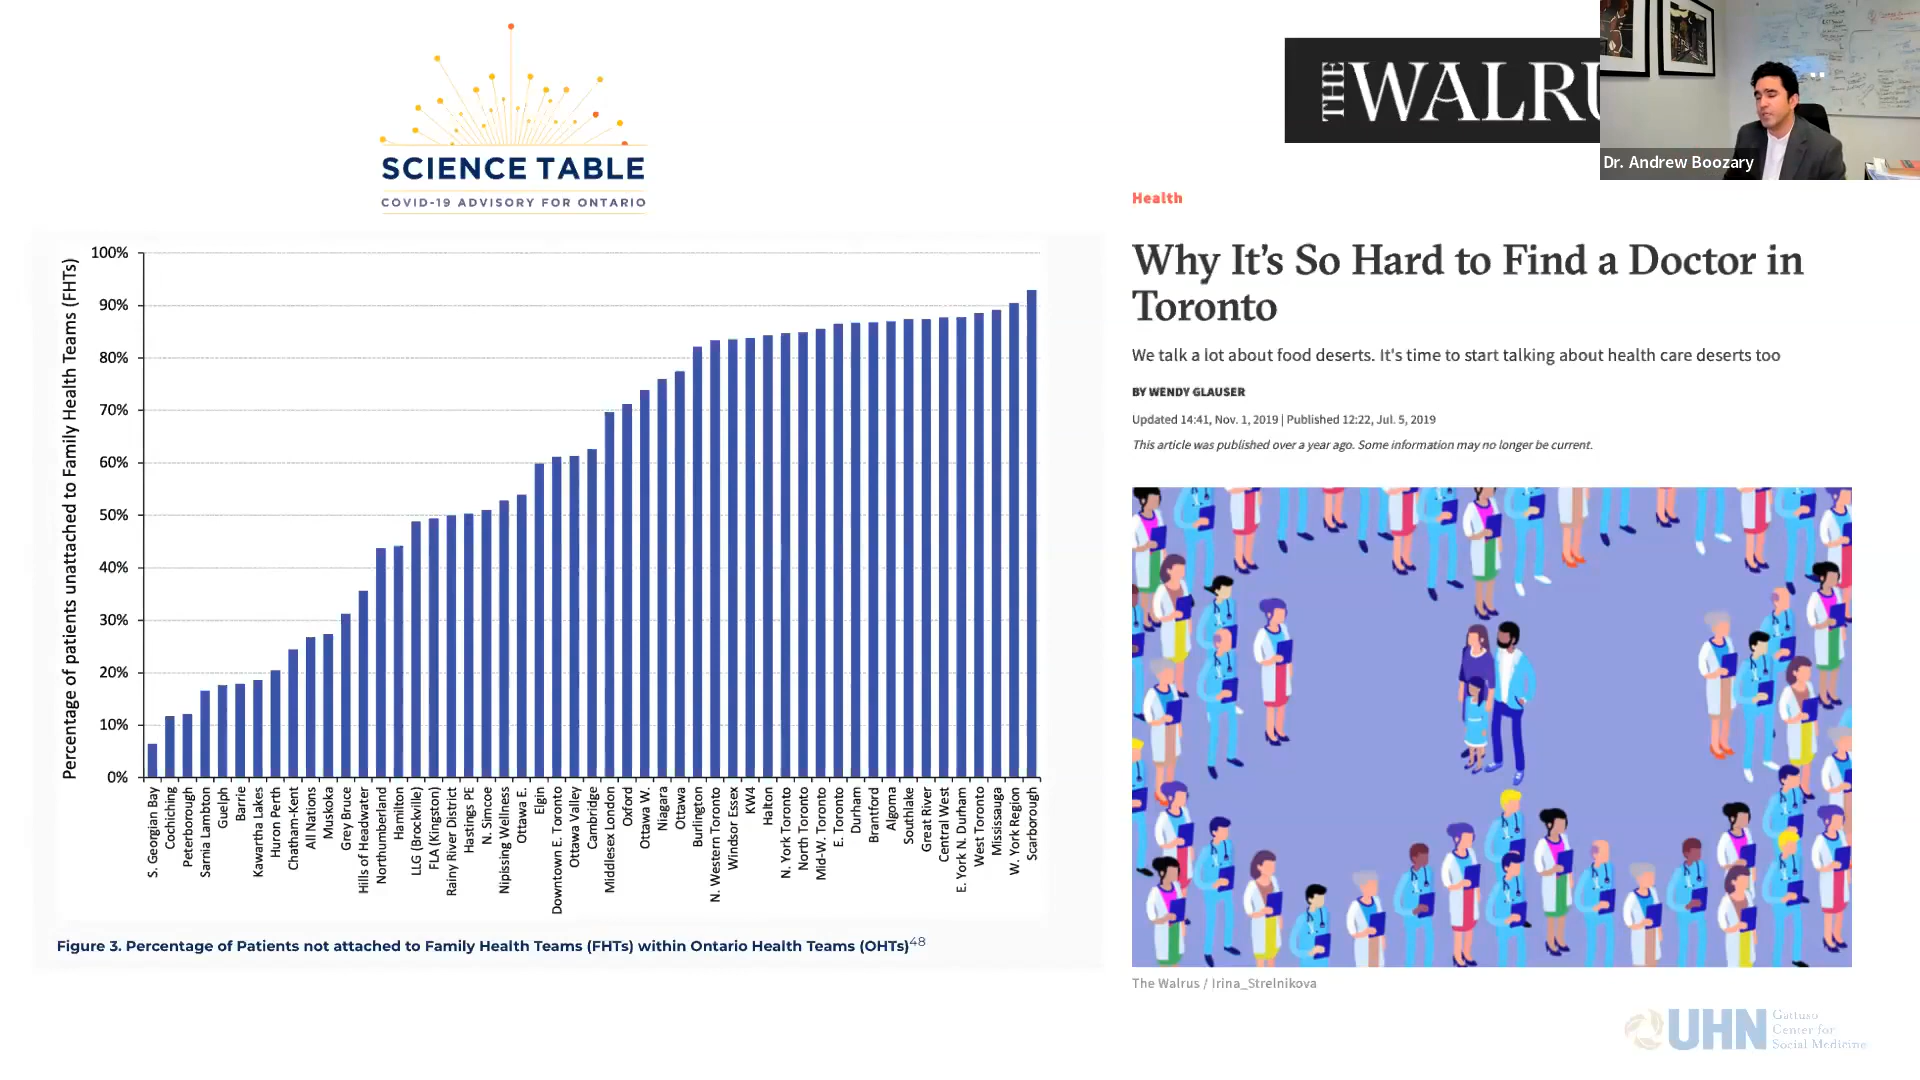 SCIENCE TABLE
COVID-19 ADVISORY FOR ONTARIO
Percentage of patients unattached to Family Health Teams (FHTs)
100%
90%
80%
70%
60%
50%
40%
30%
20%
10%
0%
S. Georgian Bay
Cochiching
Peterborough
Sarnia Lambton
Guelph
Barrie
Kawartha Lakes
Huron Perth
Chatham-Kent
All Nations
Muskoka
Grey Bruce
Hills of Headwater
Northumberland
Hamilton
LLG (Brockville)
FLA (Kingston)
Rainy River District
Hastings PE
N. Simcoe
Nipissing Wellness
Ottawa E.
Elgin
Downtown E. Toronto
Ottawa Valley
Cambridge
Middlesex London
Oxford
Ottawa W.
Niagara
Ottawa
Burlington
N. Western Toronto
Windsor Essex
KW4
Halton
N. York Toronto
North Toronto
Mid-W. Toronto
E. Toronto
Durham
Brantford
Algoma
Southlake
Great River
Central West
E. York N. Durham
West Toronto
Mississauga
W. York Region
Scarborough
Figure 3. Percentage of Patients not attached to Family Health Teams (FHTs) within Ontario Health Teams (OHTs)48
THE WALRU
Dr. Andrew Boozary
Health
Why It’s So Hard to Find a Doctor in
Toronto
We talk a lot about food deserts. It's time to start talking about health care deserts too
BY WENDY GLAUSER
Updated 14:41, Nov. 1, 2019 | Published 12:22, Jul. 5, 2019
This article was published over a year ago. Some information may no longer be current.
The Walrus / Irina_Strelnikova
UHN
Gattuso
Center for
Social Medicine